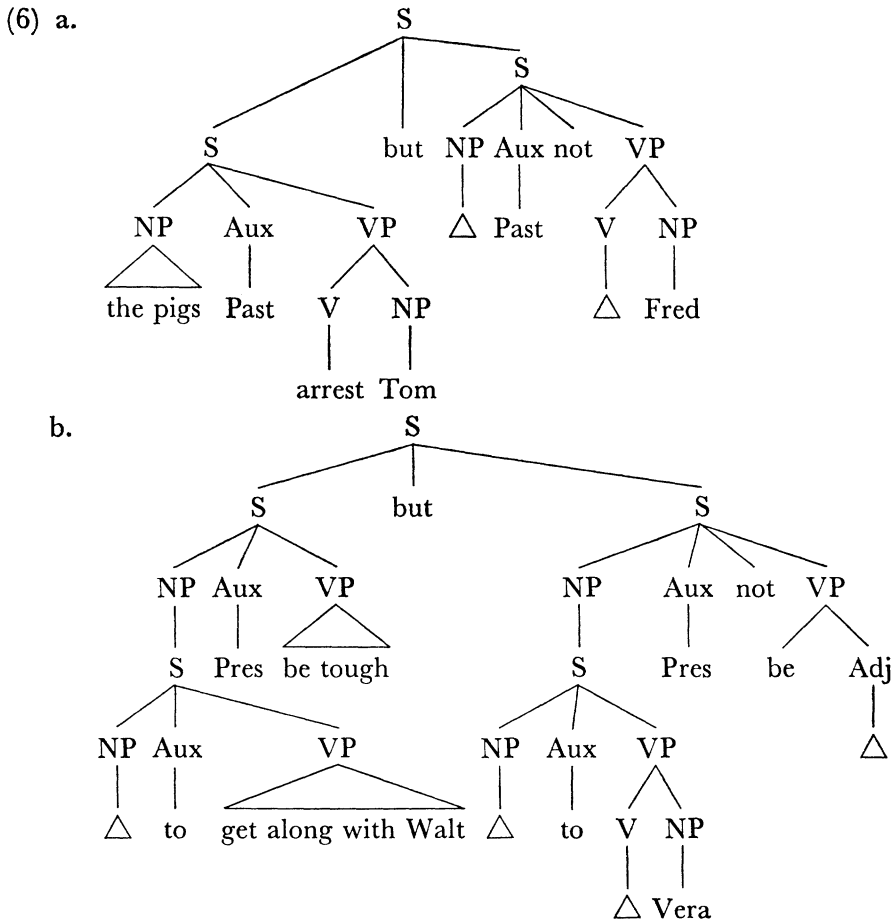 (6) a. S
S
S but NP Aux not VP
NP Aux VP △ Past V NP
the pigs Past V NP △ Fred
arrest Tom
b. S
S but S
NP Aux VP NP Aux not VP
S Pres be tough S Pres be Adj
NP Aux VP NP Aux VP △
△ to get along with Walt △ to V NP
△ Vera